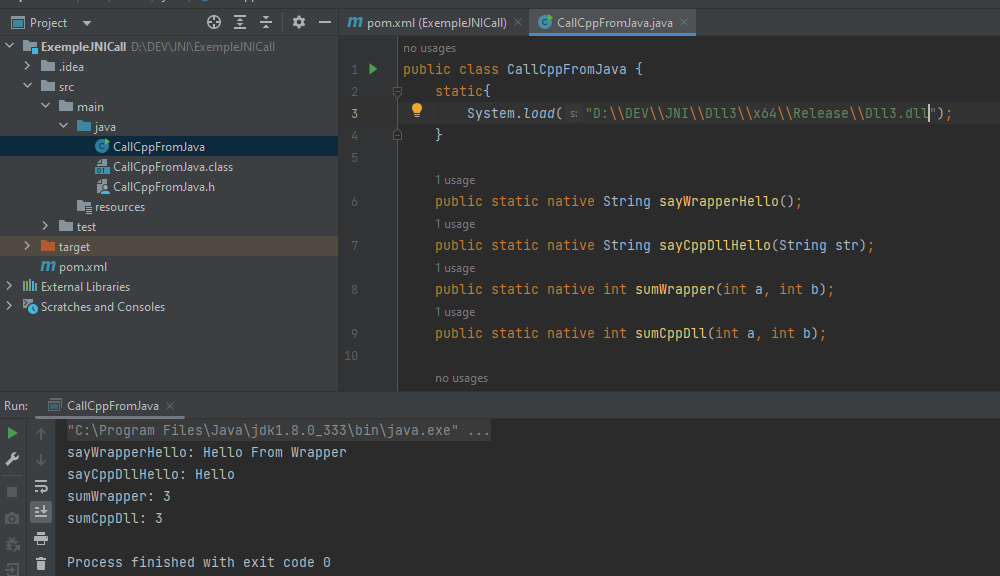 Project
pom.xml (ExempleJNICall)
CallCppFromJava.java
ExempleJNICall D:\DEV\JNI\ExempleJNICall
.idea
src
main
java
CallCppFromJava
CallCppFromJava.class
CallCppFromJava.h
resources
test
target
pom.xml
External Libraries
Scratches and Consoles
no usages
1 public class CallCppFromJava {
2 static{
3 System.load( s: "D:\\DEV\\JNI\\Dll3\\x64\\Release\\Dll3.dll");
4 }
5
1 usage
6 public static native String sayWrapperHello();
1 usage
7 public static native String sayCppDllHello(String str);
1 usage
8 public static native int sumWrapper(int a, int b);
1 usage
9 public static native int sumCppDll(int a, int b);
10
no usages
Run: CallCppFromJava
"C:\Program Files\Java\jdk1.8.0_333\bin\java.exe" ...
sayWrapperHello: Hello From Wrapper
sayCppDllHello: Hello
sumWrapper: 3
sumCppDll: 3
Process finished with exit code 0